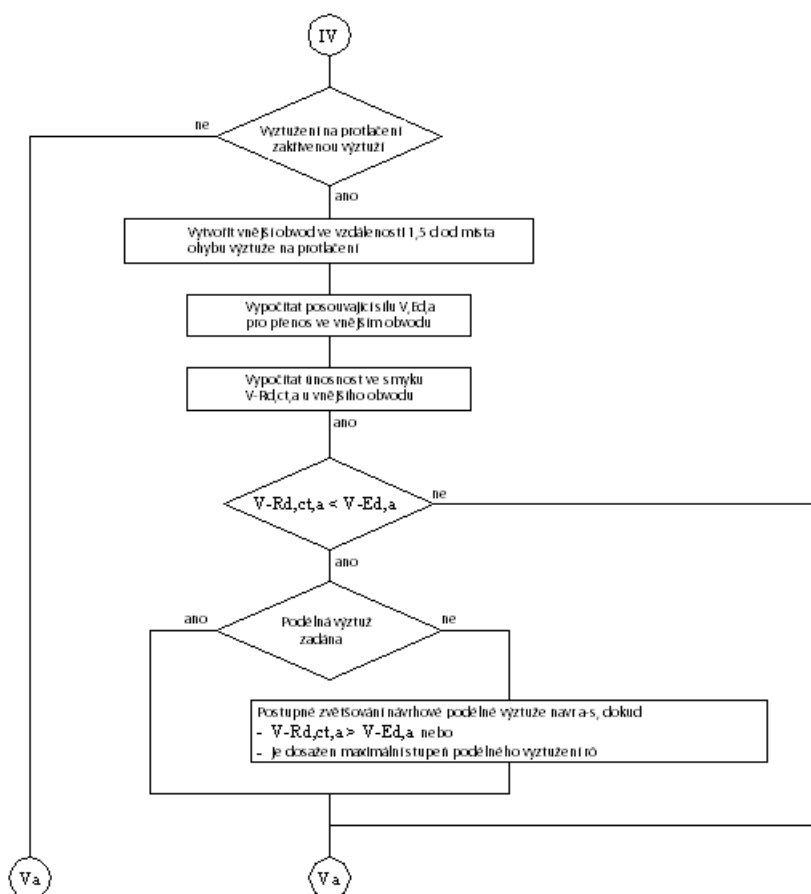 IV
ne
Vyztužení na protlačení
zakřivenou výztuží
ano
Vytvořit vnější obvod ve vzdálenosti 1,5 d od místa
ohybu výztuže na protlačení
Vypočítat posouvající sílu V,Ed,a
pro přenos ve vnějším obvodu
Vypočítat únosnost ve smyku
V-Rd,ct,a u vnějšího obvodu
ano
V-Rd,ct,a < V-Ed,a
ne
ano
ano
Podélná výztuž
zadána
ne
Postupné zvětšování návrhové podélné výztuže navr a-s, dokud
- V-Rd,ct,a > V-Ed,a nebo
- je dosažen maximální stupeň podélného vyztužení ró
Va
Va